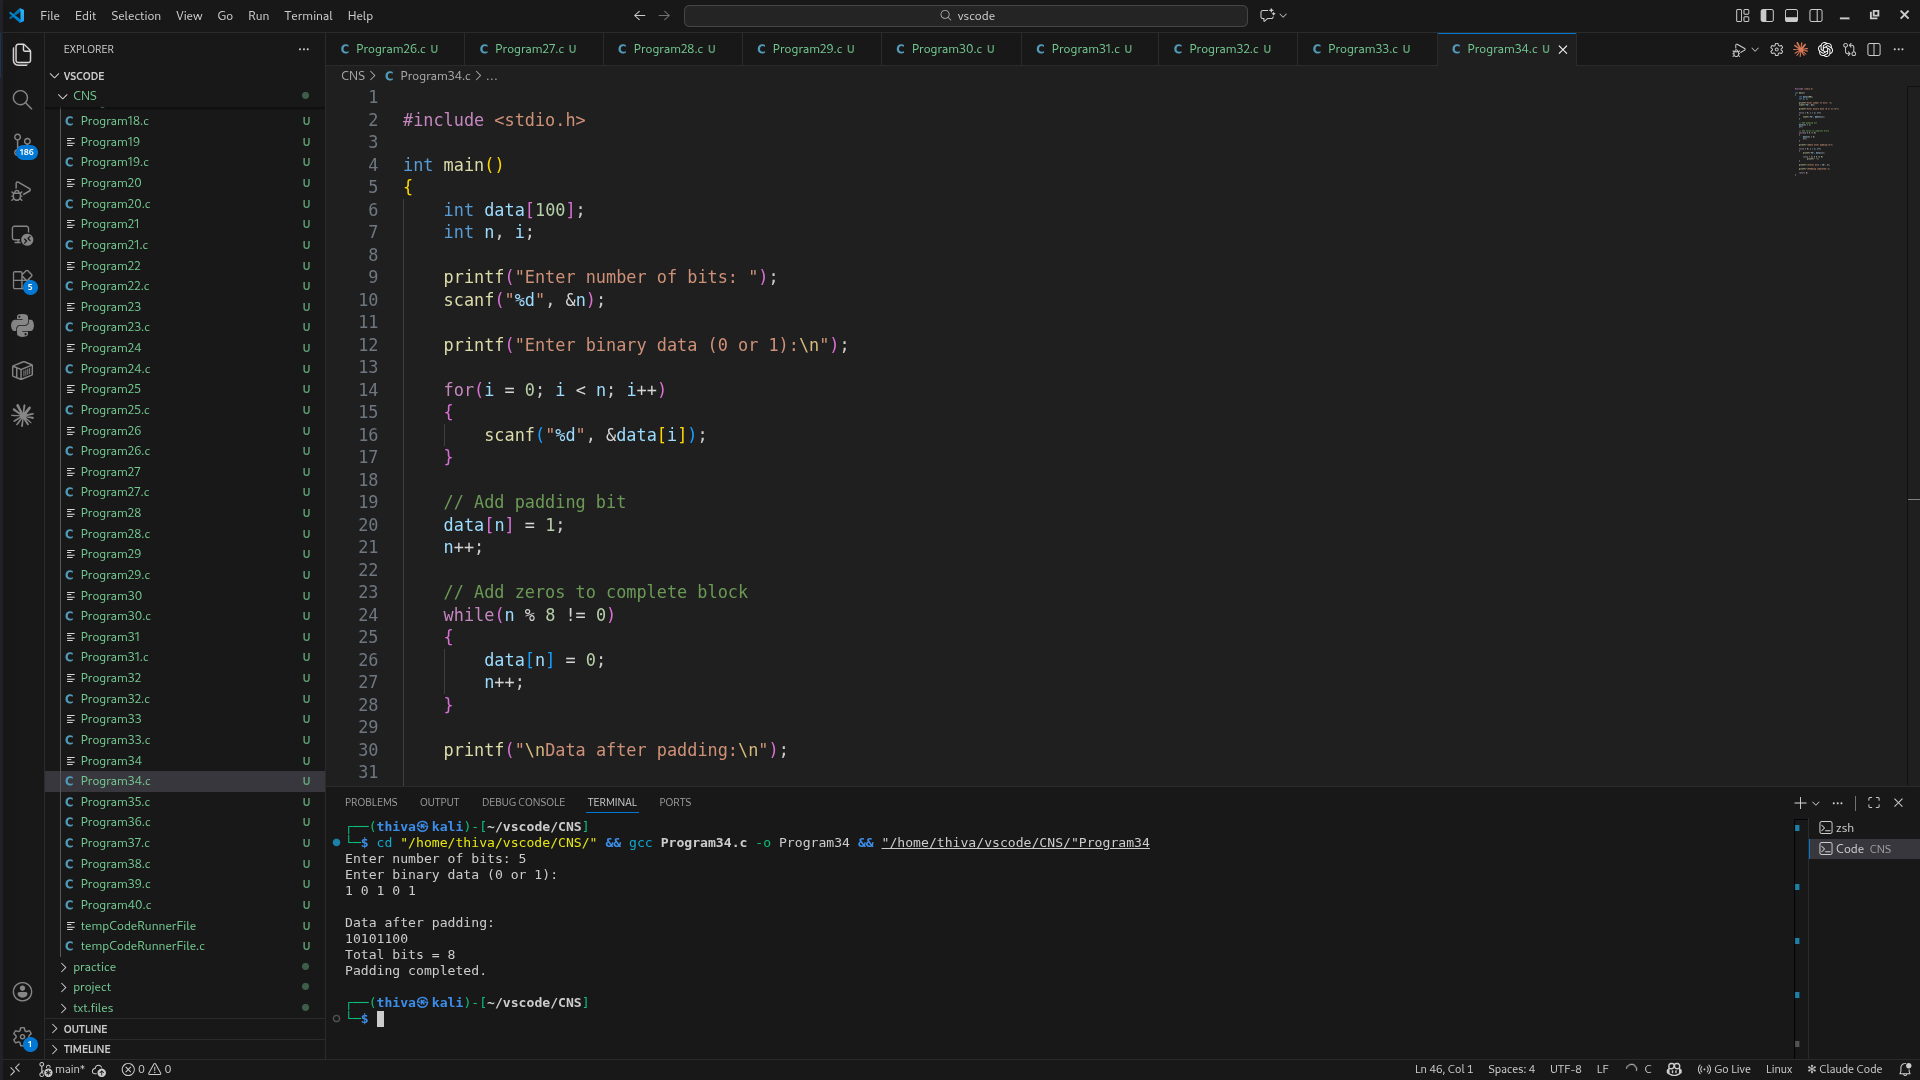 File Edit Selection View Go Run Terminal Help
vscode
EXPLORER
Program26.c U
Program27.c U
Program28.c U
Program29.c U
Program30.c U
Program31.c U
Program32.c U
Program33.c U
Program34.c U
CNS > C Program34.c > ...
VSCODE
CNS
Program18.c U
Program19 U
Program19.c U
Program20 U
Program20.c U
Program21 U
Program21.c U
Program22 U
Program22.c U
Program23 U
Program23.c U
Program24 U
Program24.c U
Program25 U
Program25.c U
Program26 U
Program26.c U
Program27 U
Program27.c U
Program28 U
Program28.c U
Program29 U
Program29.c U
Program30 U
Program30.c U
Program31 U
Program31.c U
Program32 U
Program32.c U
Program33 U
Program33.c U
Program34 U
Program34.c U
Program35.c U
Program36.c U
Program37.c U
Program38.c U
Program39.c U
Program40.c U
tempCodeRunnerFile U
tempCodeRunnerFile.c U
practice
project
txt.files
OUTLINE
TIMELINE
186
5
1
1
2 #include <stdio.h>
3
4 int main()
5 {
6 int data[100];
7 int n, i;
8
9 printf("Enter number of bits: ");
10 scanf("%d", &n);
11
12 printf("Enter binary data (0 or 1):\n");
13
14 for(i = 0; i < n; i++)
15 {
16 scanf("%d", &data[i]);
17 }
18
19 // Add padding bit
20 data[n] = 1;
21 n++;
22
23 // Add zeros to complete block
24 while(n % 8 != 0)
25 {
26 data[n] = 0;
27 n++;
28 }
29
30 printf("\nData after padding:\n");
31
PROBLEMS OUTPUT DEBUG CONSOLE TERMINAL PORTS
┌──(thiva㉿kali)-[~/vscode/CNS]
└─$ cd "/home/thiva/vscode/CNS/" && gcc Program34.c -o Program34 && "/home/thiva/vscode/CNS/"Program34
Enter number of bits: 5
Enter binary data (0 or 1):
1 0 1 0 1

Data after padding:
10101100
Total bits = 8
Padding completed.

┌──(thiva㉿kali)-[~/vscode/CNS]
└─$
zsh
Code CNS
main* 0 0
Ln 46, Col 1 Spaces: 4 UTF-8 LF C Go Live Linux Claude Code